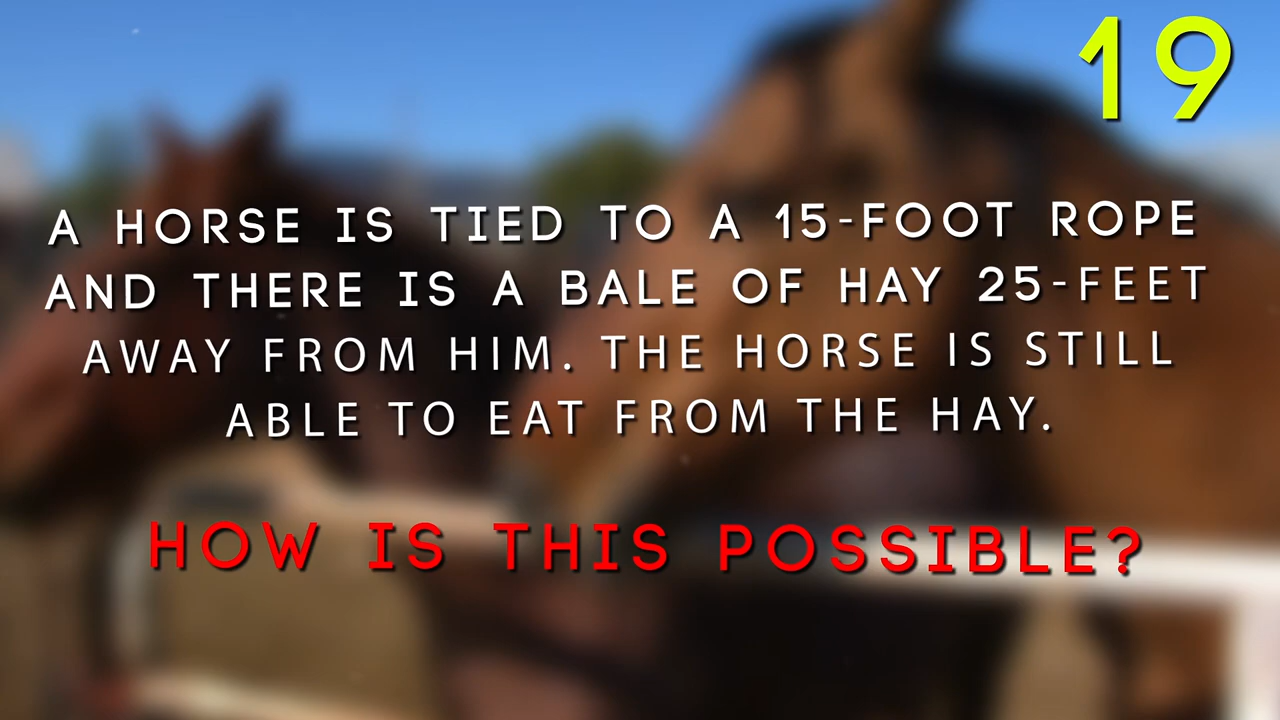 19
A HORSE IS TIED TO A 15-FOOT ROPE
AND THERE IS A BALE OF HAY 25-FEET
AWAY FROM HIM. THE HORSE IS STILL
ABLE TO EAT FROM THE HAY.
HOW IS THIS POSSIBLE?